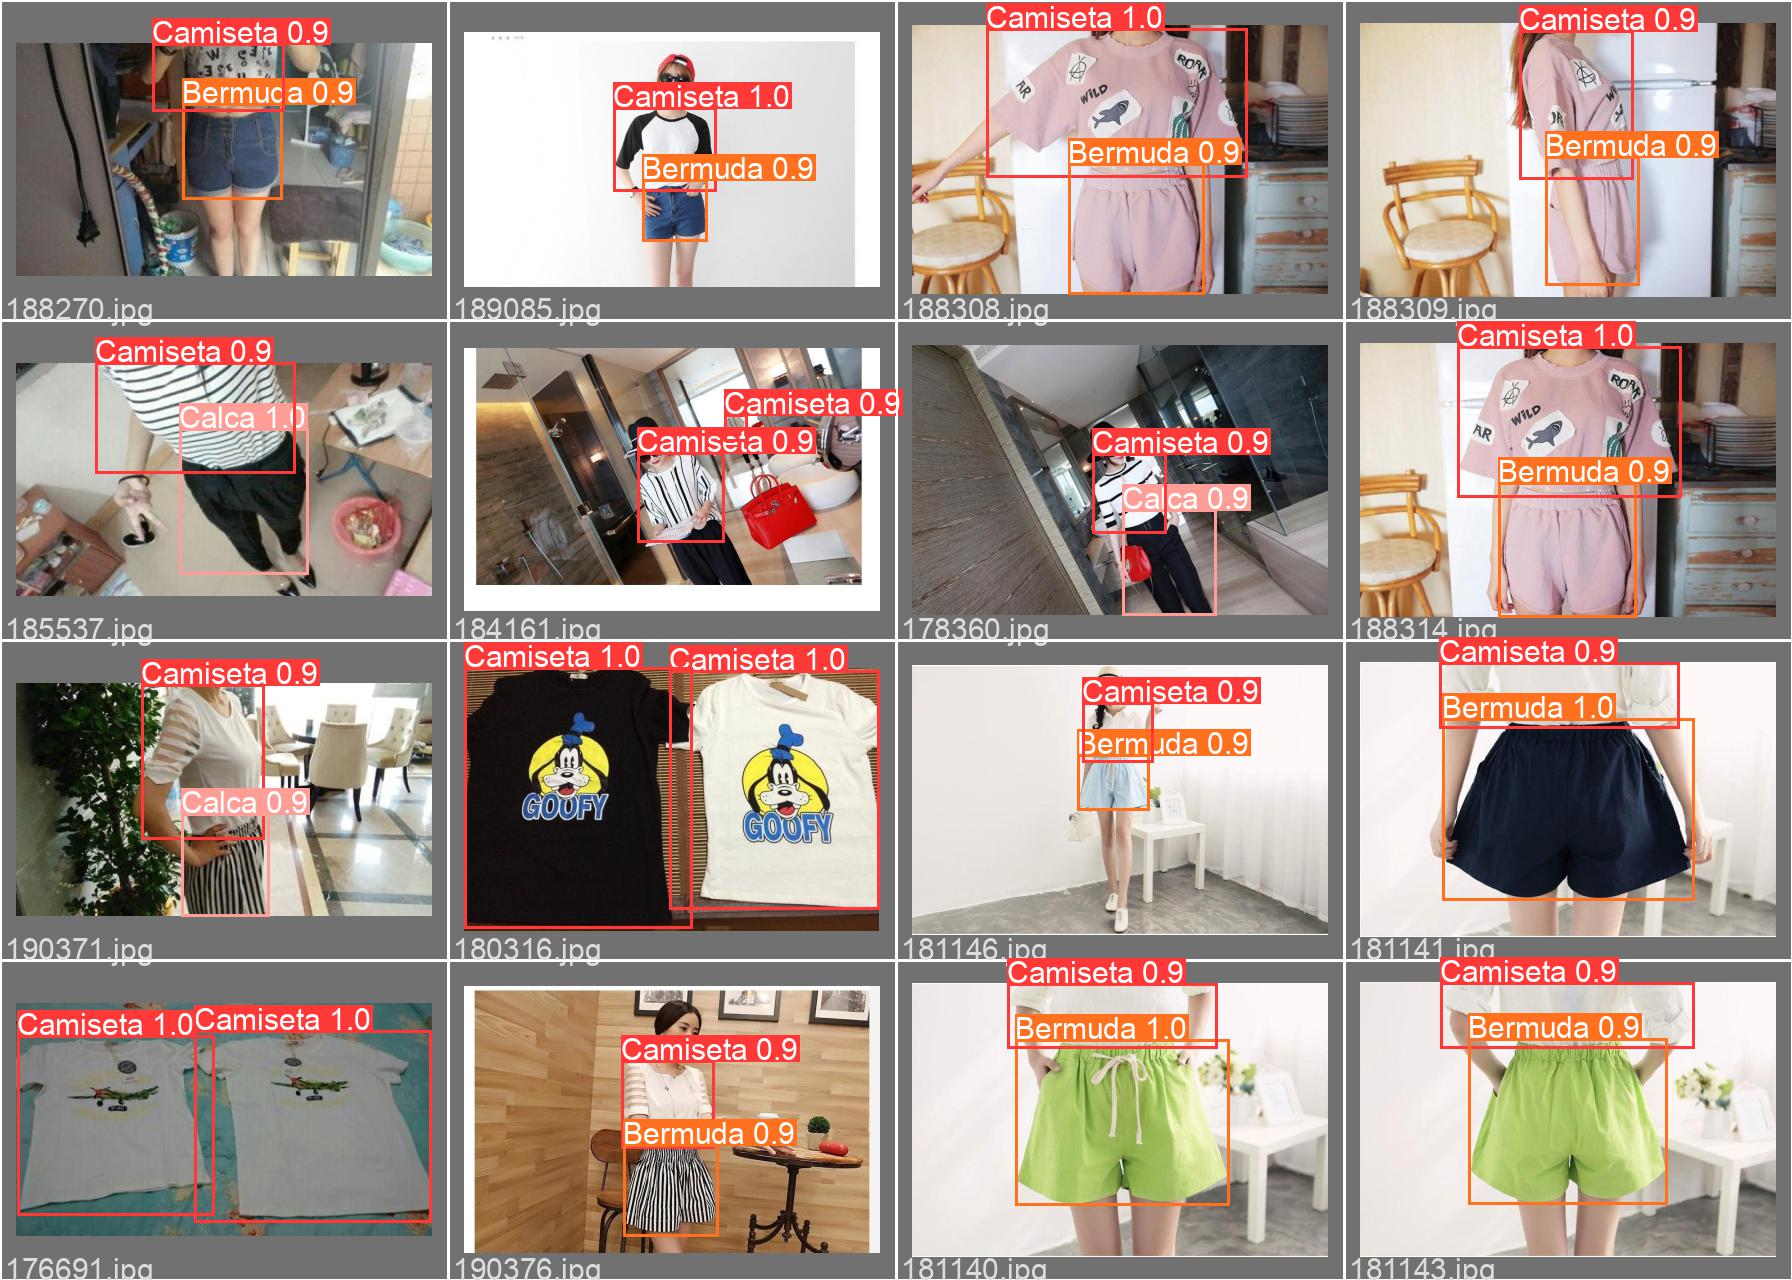 Camiseta 0.9
Bermuda 0.9
188270.jpg
Camiseta 1.0
Bermuda 0.9
189085.jpg
Camiseta 1.0
ROAR
AR
WiLD
Bermuda 0.9
188308.jpg
Camiseta 0.9
Bermuda 0.9
188309.jpg
Camiseta 0.9
Calca 1.0
185537.jpg
Camiseta 0.9
Camiseta 0.9
184161.jpg
Camiseta 0.9
Calca 0.9
178360.jpg
Camiseta 1.0
ROAR
WiLD
AR
Bermuda 0.9
188314.jpg
Camiseta 0.9
Calca 0.9
190371.jpg
Camiseta 1.0
Camiseta 1.0
GOOFY
GOOFY
180316.jpg
Camiseta 0.9
Bermuda 0.9
181146.jpg
Camiseta 0.9
Bermuda 1.0
181141.jpg
Camiseta 1.0
Camiseta 1.0
176691.jpg
Camiseta 0.9
Bermuda 0.9
190376.jpg
Camiseta 0.9
Bermuda 1.0
181140.jpg
Camiseta 0.9
Bermuda 0.9
181143.jpg